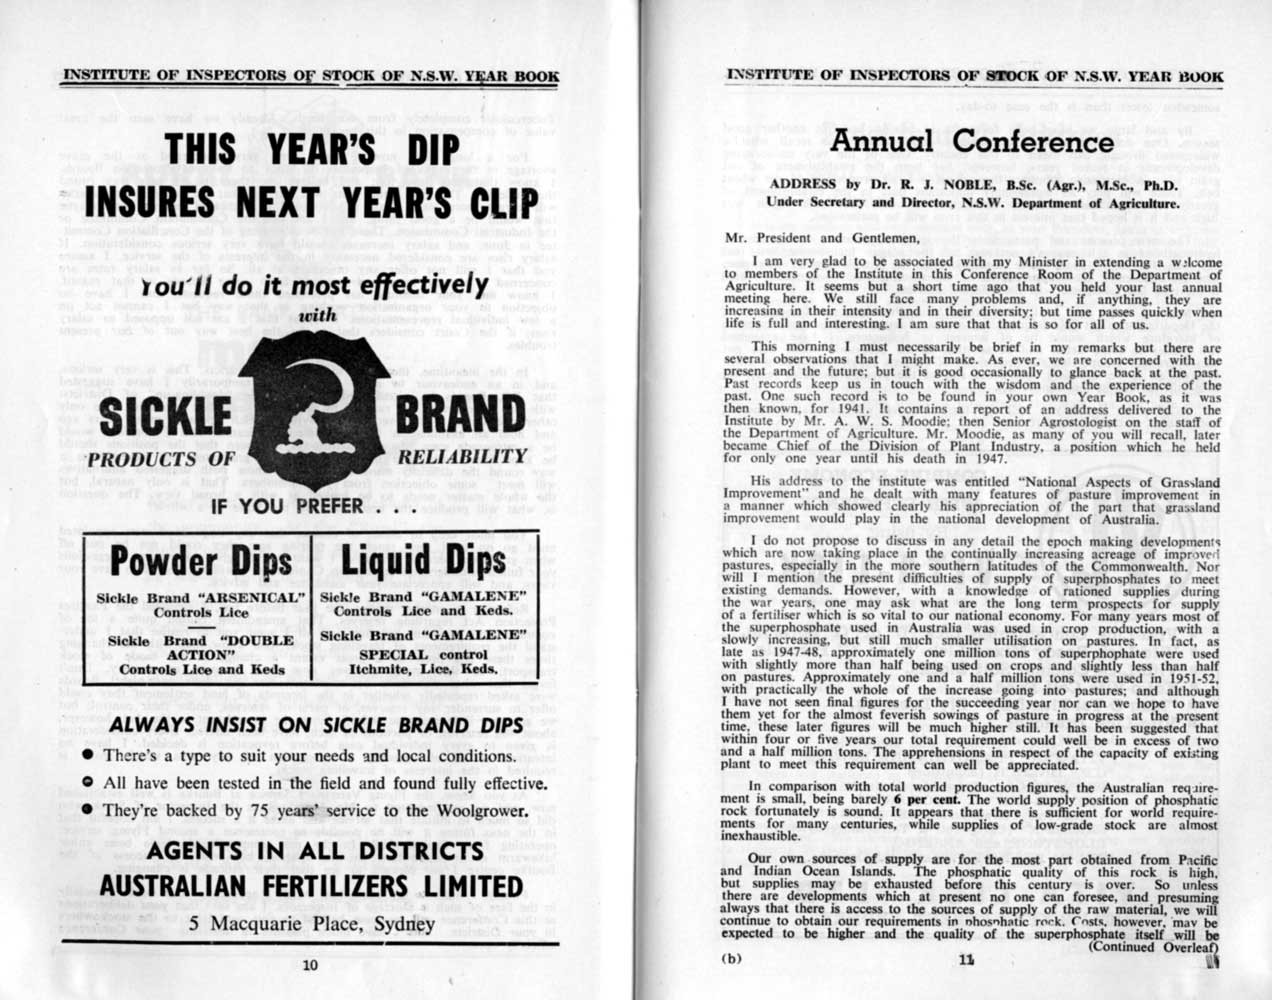 INSTITUTE OF INSPECTORS OF STOCK OF N.S.W. YEAR BOOK
THIS YEAR'S DIP
INSURES NEXT YEAR'S CLIP
You'll do it most effectively
with
SICKLE BRAND
PRODUCTS OF RELIABILITY
IF YOU PREFER . . .
Powder Dips
Sickle Brand "ARSENICAL"
Controls Lice
Sickle Brand "DOUBLE
ACTION"
Controls Lice and Keds
Liquid Dips
Sickle Brand "GAMALENE"
Controls Lice and Keds.
Sickle Brand "GAMALENE"
SPECIAL control
Itchmite, Lice, Keds.
ALWAYS INSIST ON SICKLE BRAND DIPS
● There's a type to suit your needs and local conditions.
● All have been tested in the field and found fully effective.
● They're backed by 75 years' service to the Woolgrower.
AGENTS IN ALL DISTRICTS
AUSTRALIAN FERTILIZERS LIMITED
5 Macquarie Place, Sydney
10
INSTITUTE OF INSPECTORS OF STOCK OF N.S.W. YEAR BOOK
Annual Conference
ADDRESS by Dr. R. J. NOBLE, B.Sc. (Agr.), M.Sc., Ph.D.
Under Secretary and Director, N.S.W. Department of Agriculture.
Mr. President and Gentlemen,
I am very glad to be associated with my Minister in extending a welcome
to members of the Institute in this Conference Room of the Department of
Agriculture. It seems but a short time ago that you held your last annual
meeting here. We still face many problems and, if anything, they are
increasing in their intensity and in their diversity; but time passes quickly when
life is full and interesting. I am sure that that is so for all of us.
This morning I must necessarily be brief in my remarks but there are
several observations that I might make. As ever, we are concerned with the
present and the future; but it is good occasionally to glance back at the past.
Past records keep us in touch with the wisdom and the experience of the
past. One such record is to be found in your own Year Book, as it was
then known, for 1941. It contains a report of an address delivered to the
Institute by Mr. A. W. S. Moodie; then Senior Agrostologist on the staff of
the Department of Agriculture. Mr. Moodie, as many of you will recall, later
became Chief of the Division of Plant Industry, a position which he held
for only one year until his death in 1947.
His address to the institute was entitled "National Aspects of Grassland
Improvement" and he dealt with many features of pasture improvement in
a manner which showed clearly his appreciation of the part that grassland
improvement would play in the national development of Australia.
I do not propose to discuss in any detail the epoch making developments
which are now taking place in the continually increasing acreage of improved
pastures, especially in the more southern latitudes of the Commonwealth. Nor
will I mention the present difficulties of supply of superphosphates to meet
existing demands. However, with a knowledge of rationed supplies during
the war years, one may ask what are the long term prospects for supply
of a fertiliser which is so vital to our national economy. For many years most of
the superphosphate used in Australia was used in crop production, with a
slowly increasing, but still much smaller utilisation on pastures. In fact, as
late as 1947-48, approximately one million tons of superphophate were used
with slightly more than half being used on crops and slightly less than half
on pastures. Approximately one and a half million tons were used in 1951-52,
with practically the whole of the increase going into pastures; and although
I have not seen final figures for the succeeding year nor can we hope to have
them yet for the almost feverish sowings of pasture in progress at the present
time, these later figures will be much higher still. It has been suggested that
within four or five years our total requirement could well be in excess of two
and a half million tons. The apprehensions in respect of the capacity of existing
plant to meet this requirement can well be appreciated.
In comparison with total world production figures, the Australian require-
ment is small, being barely 6 per cent. The world supply position of phosphatic
rock fortunately is sound. It appears that there is sufficient for world require-
ments for many centuries, while supplies of low-grade stock are almost
inexhaustible.
Our own sources of supply are for the most part obtained from Pacific
and Indian Ocean Islands. The phosphatic quality of this rock is high,
but supplies may be exhausted before this century is over. So unless
there are developments which at present no one can foresee, and presuming
always that there is access to the sources of supply of the raw material, we will
continue to obtain our requirements in phosphatic rock. Costs, however, may be
expected to be higher and the quality of the superphosphate itself will be
(Continued Overleaf)
(b) 11